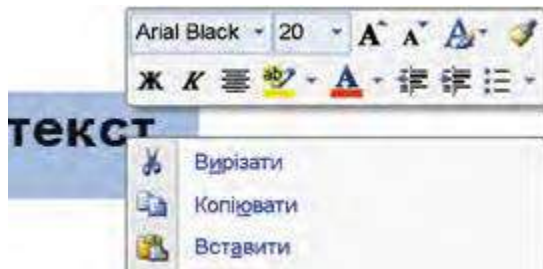 Arial Black 20
Ж К
текст
Вирізати
Копіювати
Вставити